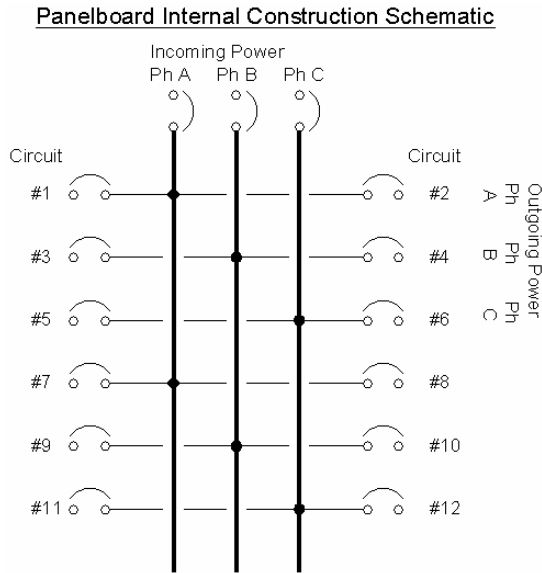 Panelboard Internal Construction Schematic
Incoming Power
Ph A Ph B Ph C
Circuit Circuit
#1 #2
#3 #4
#5 #6
#7 #8
#9 #10
#11 #12
Outgoing Power
Ph Ph Ph
A B C